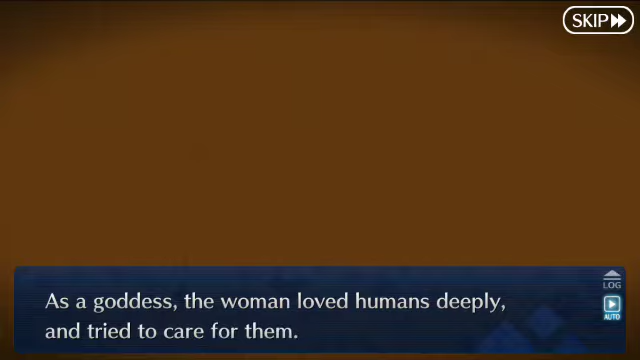 SKIP
As a goddess, the woman loved humans deeply,
and tried to care for them.
LOG
AUTO